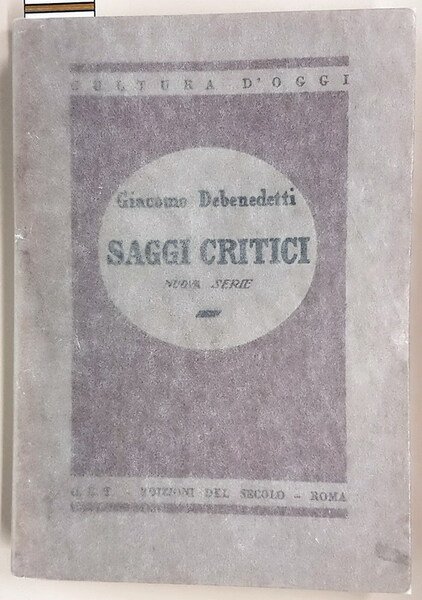 CULTURA D'OGGI
Giacomo Debenedetti
SAGGI CRITICI
NUOVA SERIE
EDIZIONI DEL SECOLO - ROMA